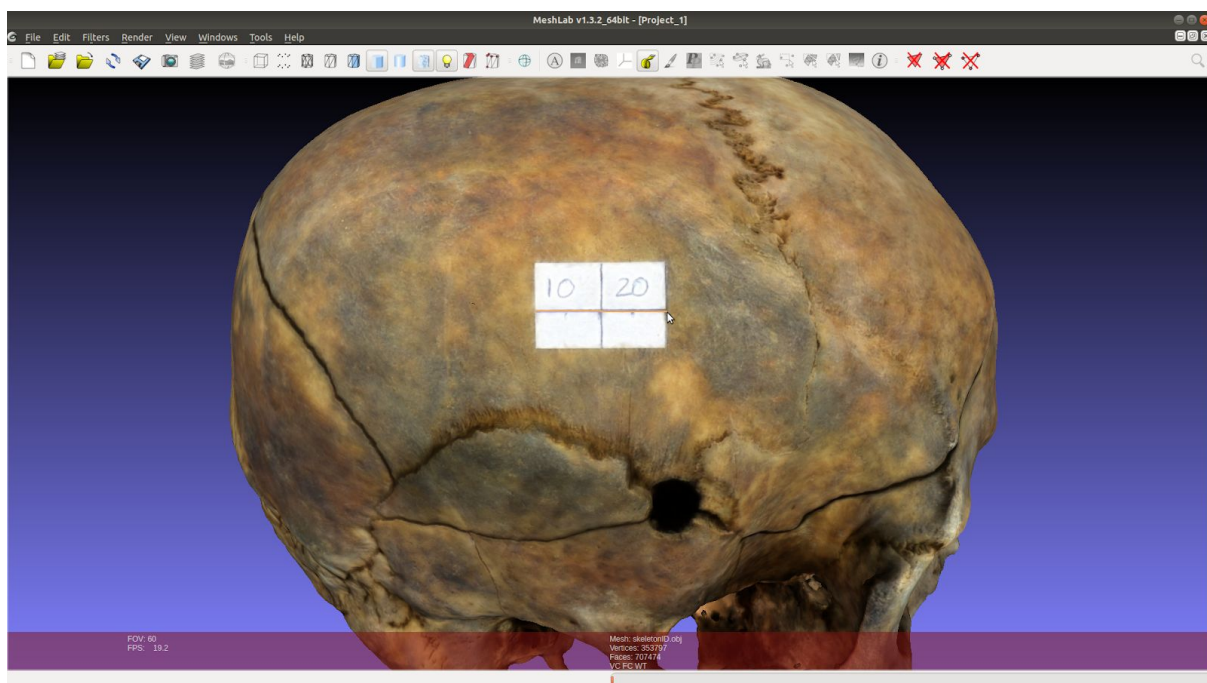 MeshLab v1.3.2_64bit - [Project_1]
File Edit Filters Render View Windows Tools Help
10 20
FOV: 60
FPS: 19.2
Mesh: skeletonID.obj
Vertices: 353797
Faces: 707474
VC FC WT